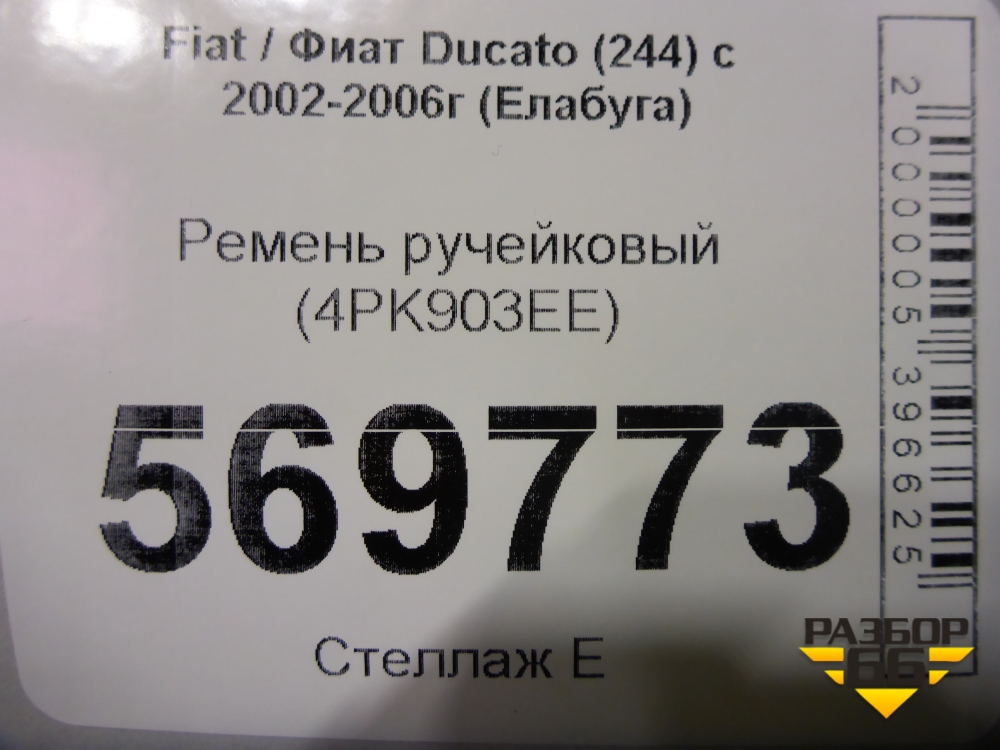 Fiat / Фиат Ducato (244) с
2002-2006г (Елабуга)
Ремень ручейковый
(4PK903EE)
569773
Стеллаж Е
2000005396625
РАЗБОР
66